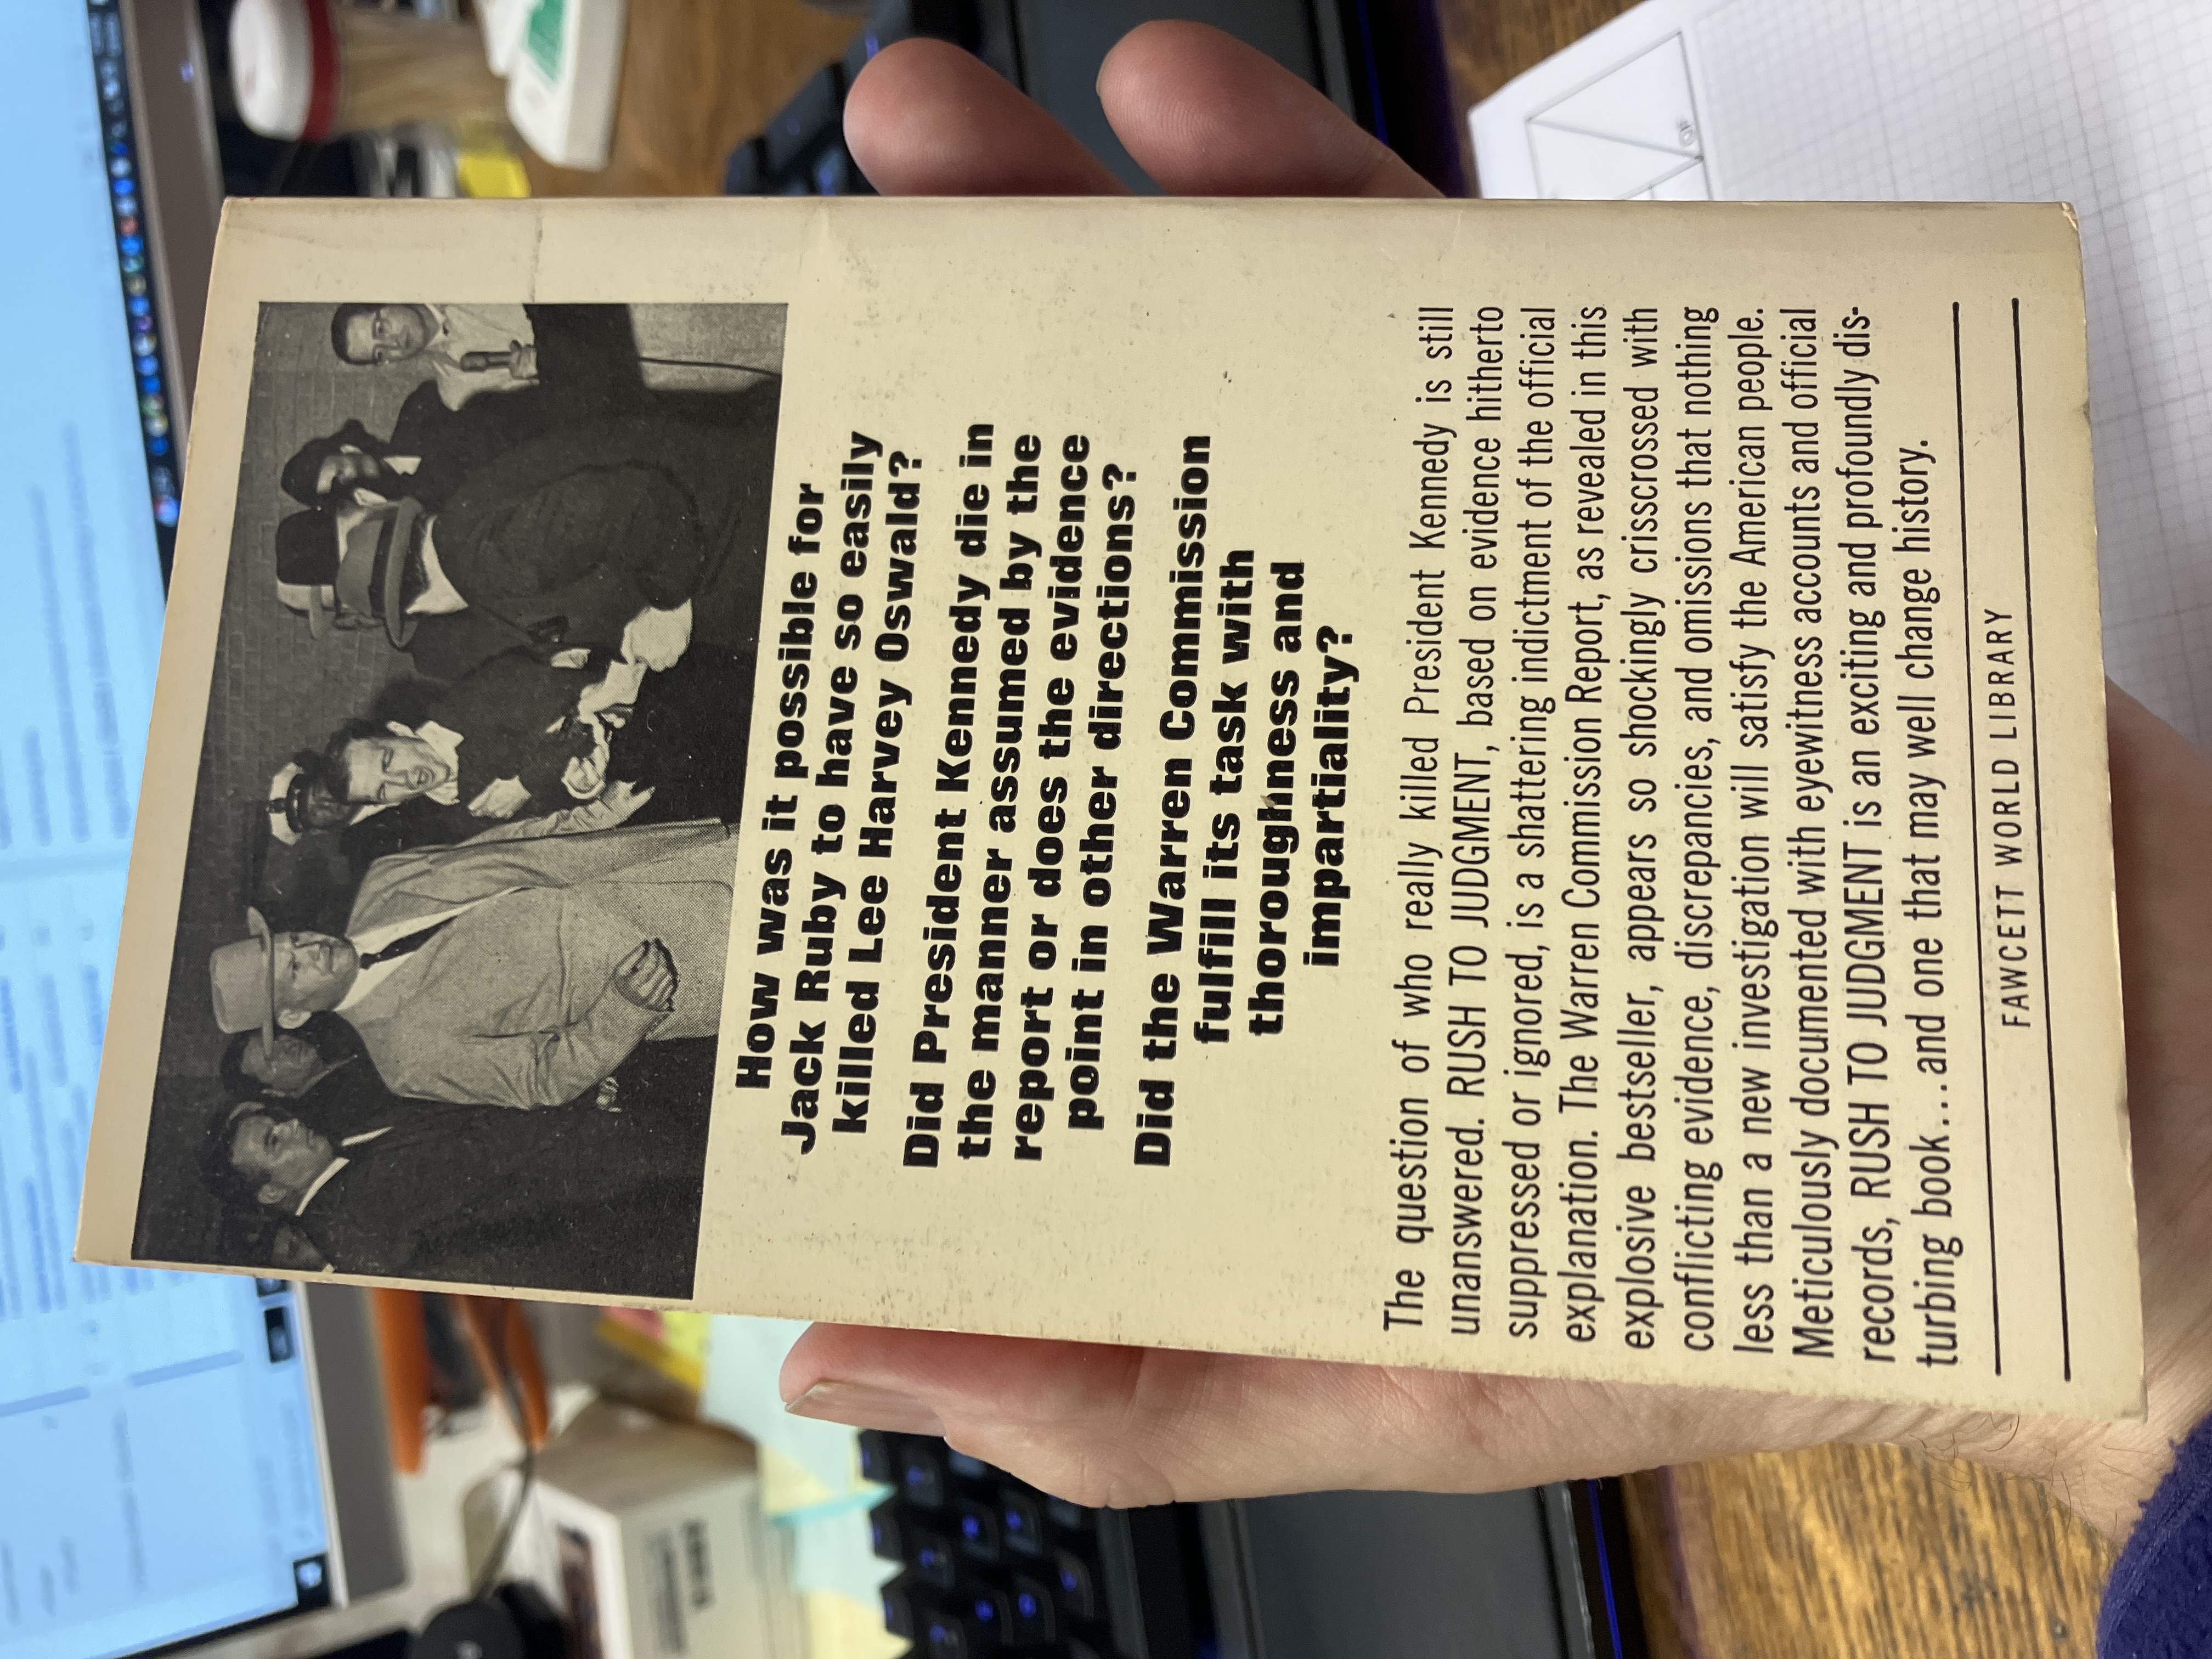 How was it possible for
Jack Ruby to have so easily
killed Lee Harvey Oswald?
Did President Kennedy die in
the manner assumed by the
report or does the evidence
point in other directions?
Did the Warren Commission
fulfill its task with
thoroughness and
impartiality?
The question of who really killed President Kennedy is still
unanswered. RUSH TO JUDGMENT, based on evidence hitherto
suppressed or ignored, is a shattering indictment of the official
explanation. The Warren Commission Report, as revealed in this
explosive bestseller, appears so shockingly crisscrossed with
conflicting evidence, discrepancies, and omissions that nothing
less than a new investigation will satisfy the American people.
Meticulously documented with eyewitness accounts and official
records, RUSH TO JUDGMENT is an exciting and profoundly dis-
turbing book...and one that may well change history.
FAWCETT WORLD LIBRARY